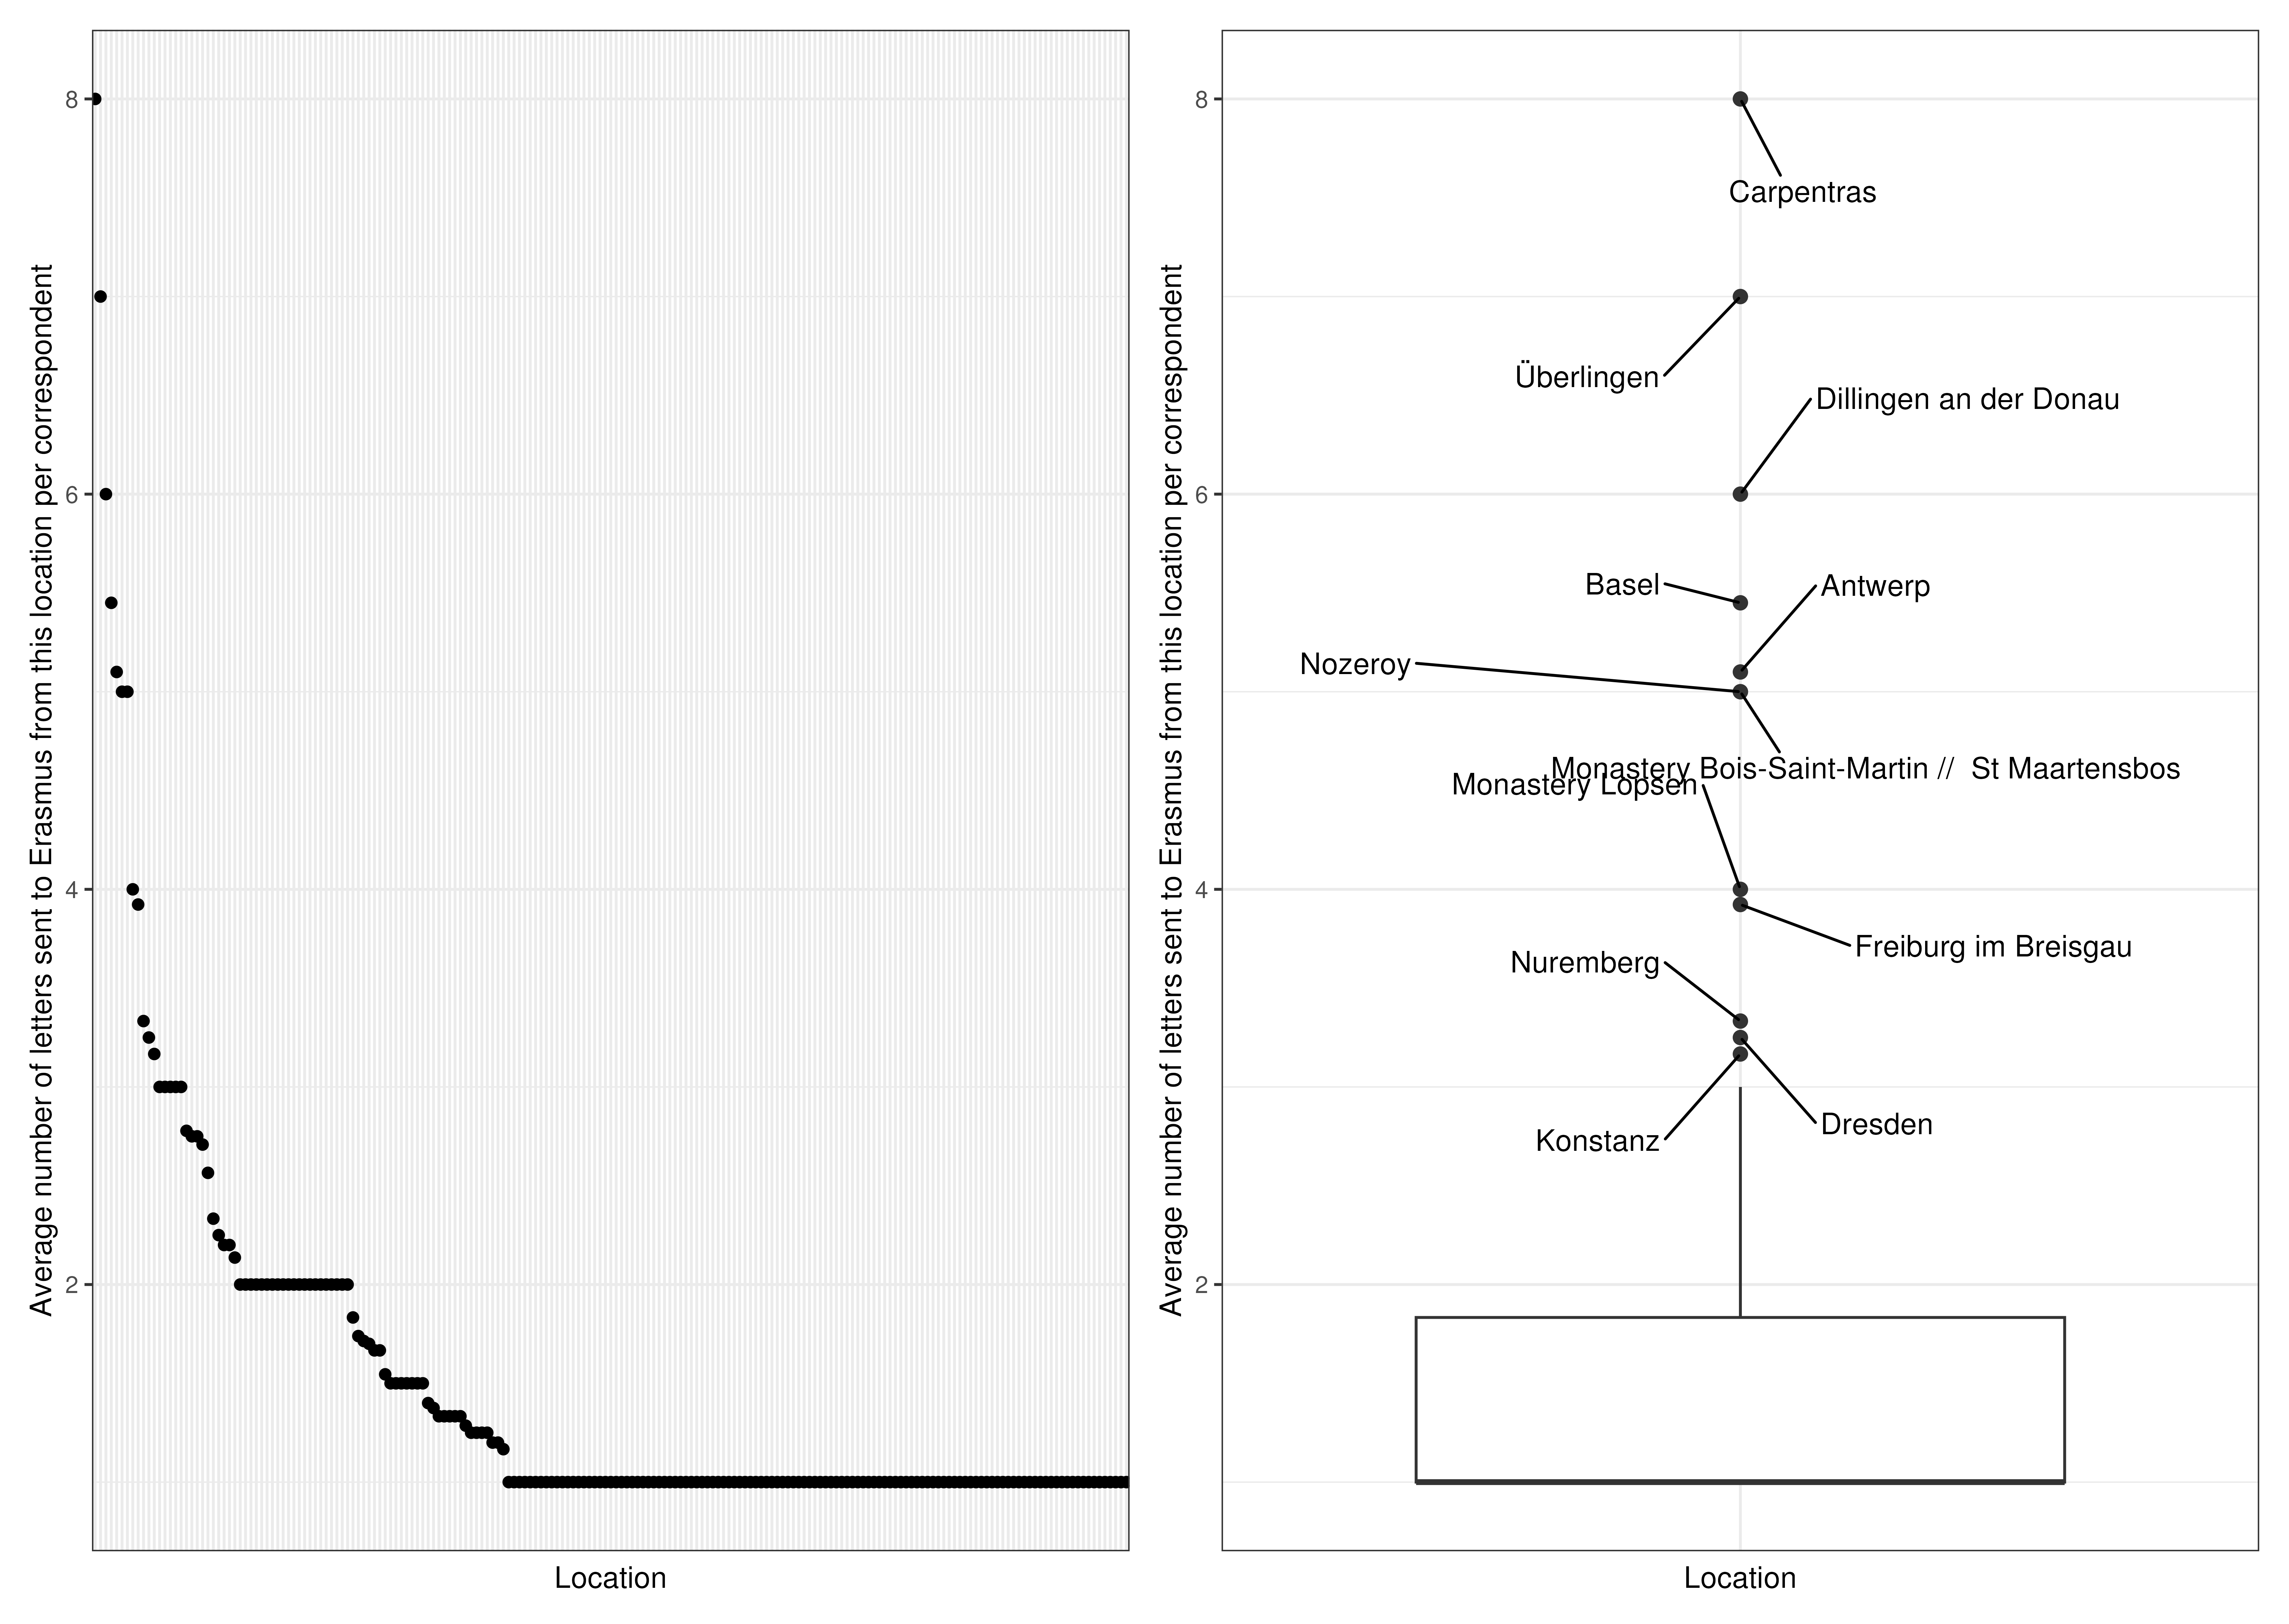 Average number of letters sent to Erasmus from this location per correspondent
8
6
4
2
Location
Average number of letters sent to Erasmus from this location per correspondent
8
6
4
2
Carpentras
Überlingen
Dillingen an der Donau
Basel
Antwerp
Nozeroy
Monastery Bois-Saint-Martin //  St Maartensbos
Monastery Lopsen
Freiburg im Breisgau
Nuremberg
Dresden
Konstanz
Location